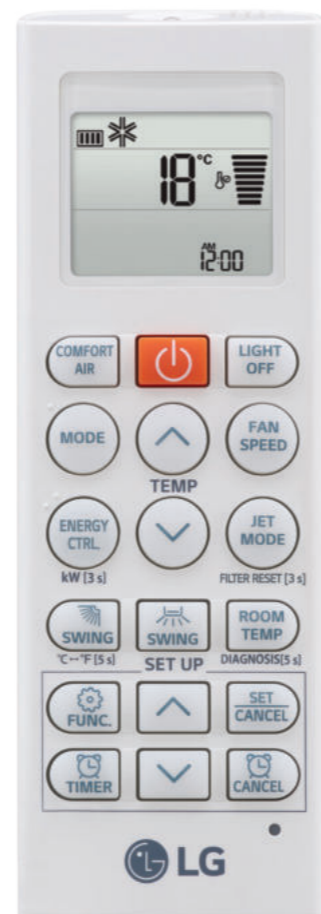 18°C
AM
12:00
COMFORT LIGHT
AIR OFF
MODE FAN
SPEED
TEMP
ENERGY JET
CTRL. MODE
kW [3 s] FILTER RESET [3 s]
SWING SWING ROOM
TEMP
°C↔°F [5 s] SET UP DIAGNOSIS[5 s]
FUNC. SET
CANCEL
TIMER CANCEL
LG